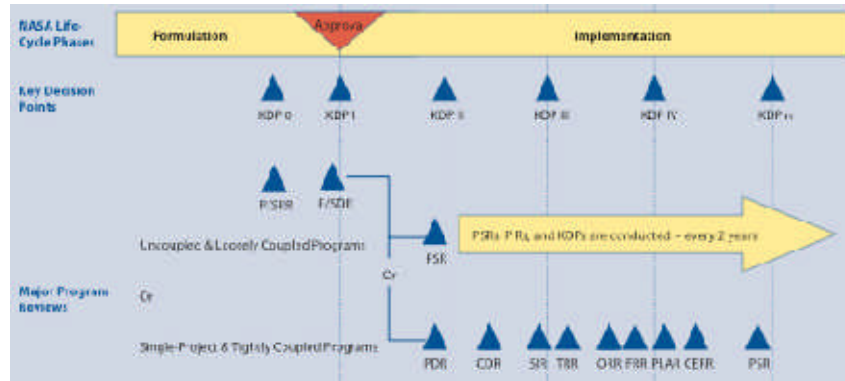 NASA Life-
Cycle Phases
Formulation
Approval
Implementation
Key Decision
Points
KDP 0
KDP I
KDP II
KDP III
KDP IV
KDP
P/SRR
P/SDR
Uncoupled & Loosely Coupled Programs
PSR
PSRs, PIRs, and KDPs are conducted ~ every 2 years
Or
Major Program
Reviews
Or
Single-Project & Tightly Coupled Programs
PDR
CDR
SIR
TRR
ORR
FRR
PLAR
CERR
PSR